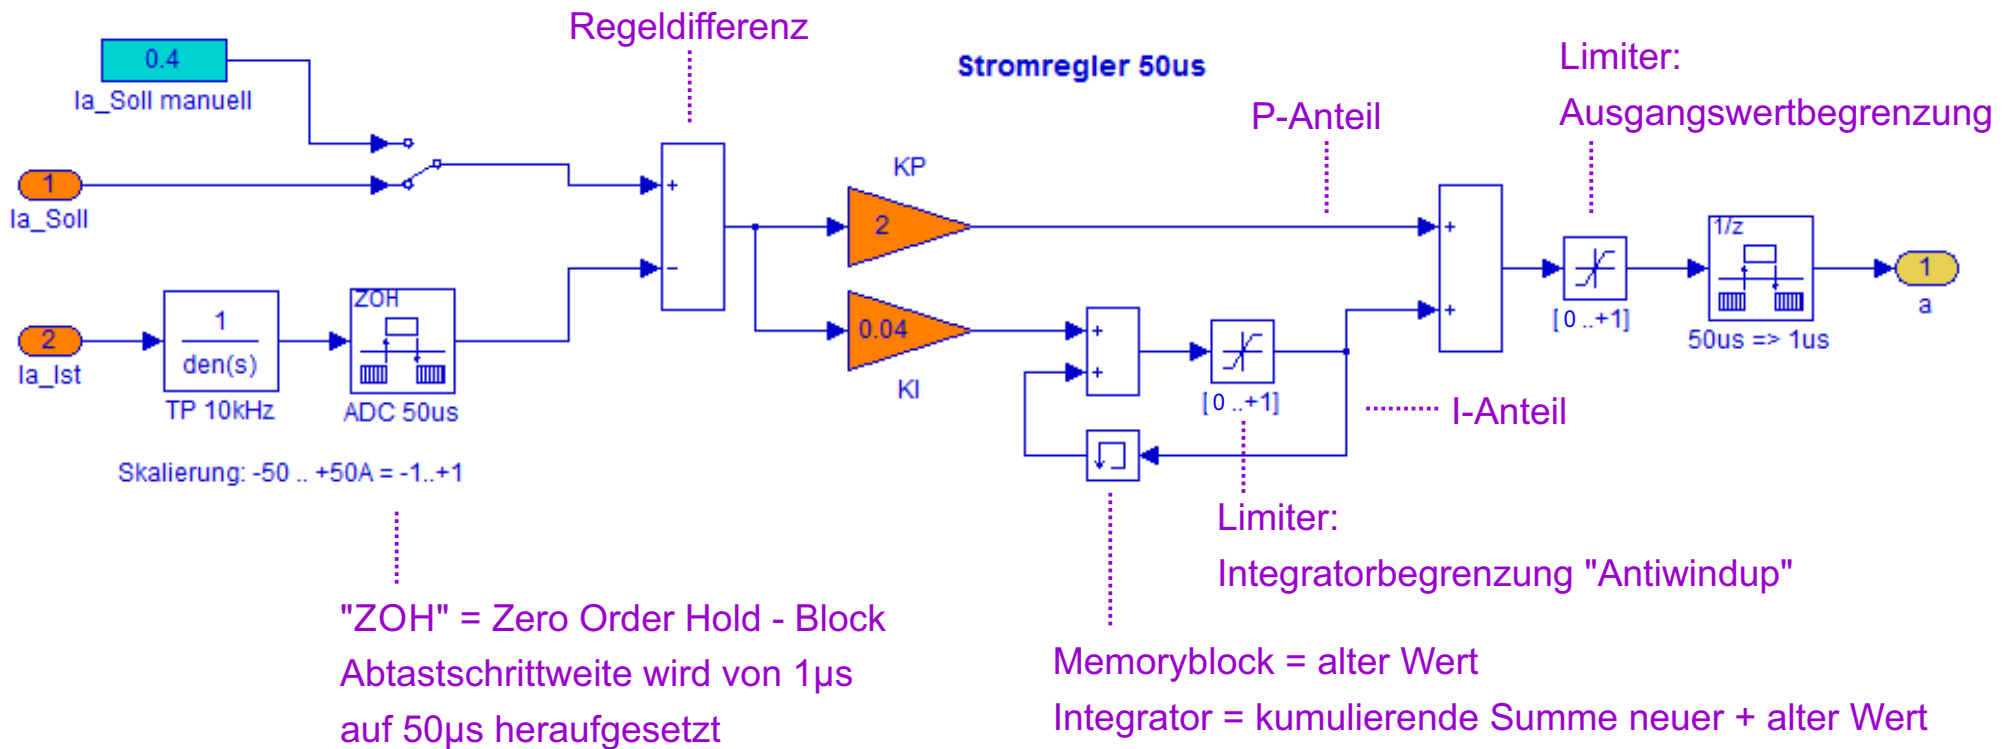 Regeldifferenz
Stromregler 50us
Limiter:
Ausgangswertbegrenzung
0.4
Ia_Soll manuell
P-Anteil
1
Ia_Soll
+
−
KP
2
+
+
[0 ..+1]
1/z
50us => 1us
1
a
2
Ia_Ist
1
den(s)
TP 10kHz
ZOH
ADC 50us
0.04
KI
+
+
[0 ..+1]
I-Anteil
Skalierung: -50 .. +50A = -1..+1
Limiter:
Integratorbegrenzung "Antiwindup"
"ZOH" = Zero Order Hold - Block
Abtastschrittweite wird von 1µs
auf 50µs heraufgesetzt
Memoryblock = alter Wert
Integrator = kumulierende Summe neuer + alter Wert